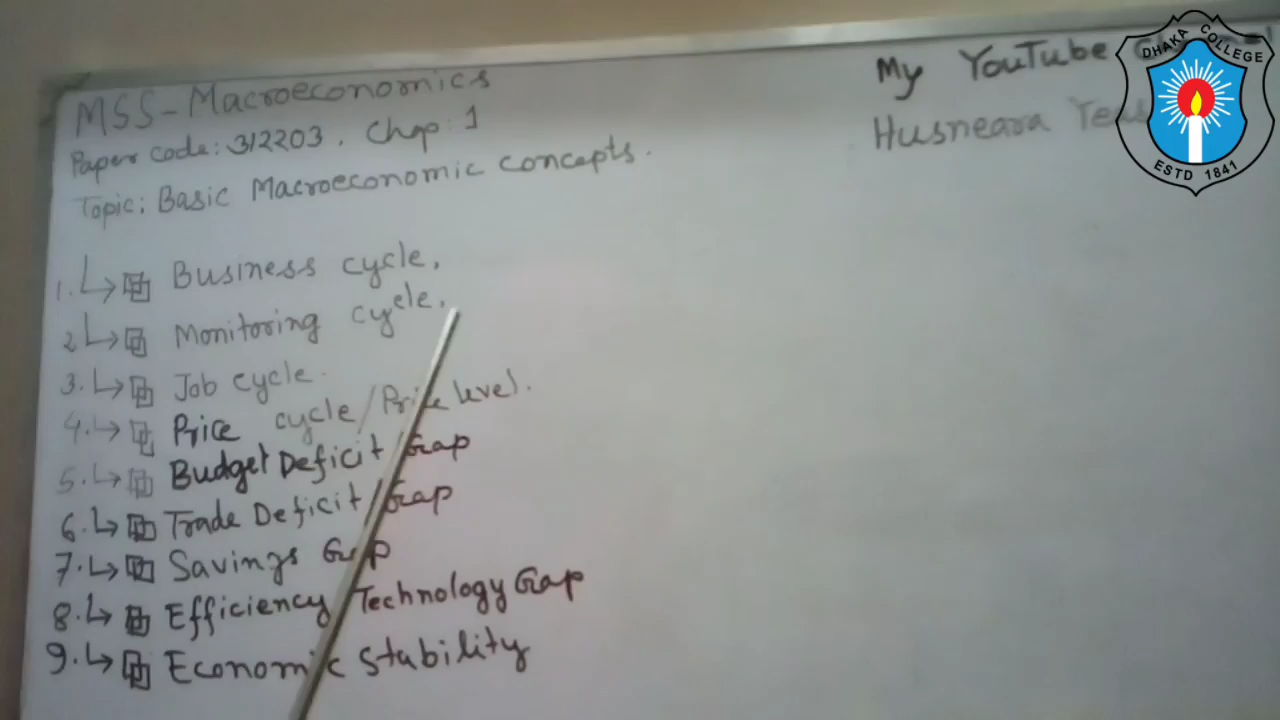 MSS-Macroeconomics
Paper code: 312203, Chap: 1
Topic: Basic Macroeconomic concepts.
1. Business cycle,
2 Monitoring cycle,
3. Job cycle.
4. Price cycle/Price level.
5. Budget Deficit/Gap
6. Trade Deficit/Gap
7. Savings Gap
8. Efficiency Technology Gap
9. Economic Stability
My YouTube
Husneara
DHAKA COLLEGE
ESTD 1841